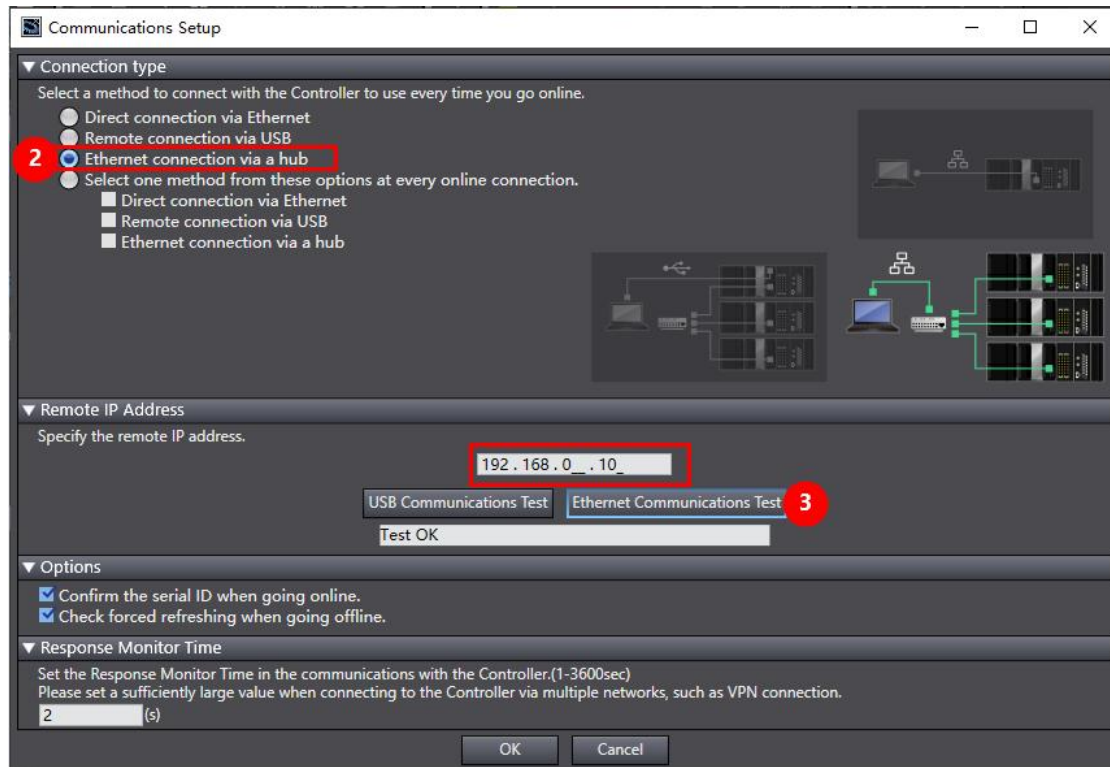 Communications Setup
▼ Connection type
Select a method to connect with the Controller to use every time you go online.
Direct connection via Ethernet
Remote connection via USB
2 Ethernet connection via a hub
Select one method from these options at every online connection.
Direct connection via Ethernet
Remote connection via USB
Ethernet connection via a hub
▼ Remote IP Address
Specify the remote IP address.
192 . 168 . 0__ . 10_
USB Communications Test Ethernet Communications Test 3
Test OK
▼ Options
Confirm the serial ID when going online.
Check forced refreshing when going offline.
▼ Response Monitor Time
Set the Response Monitor Time in the communications with the Controller.(1-3600sec)
Please set a sufficiently large value when connecting to the Controller via multiple networks, such as VPN connection.
2 (s)
OK Cancel